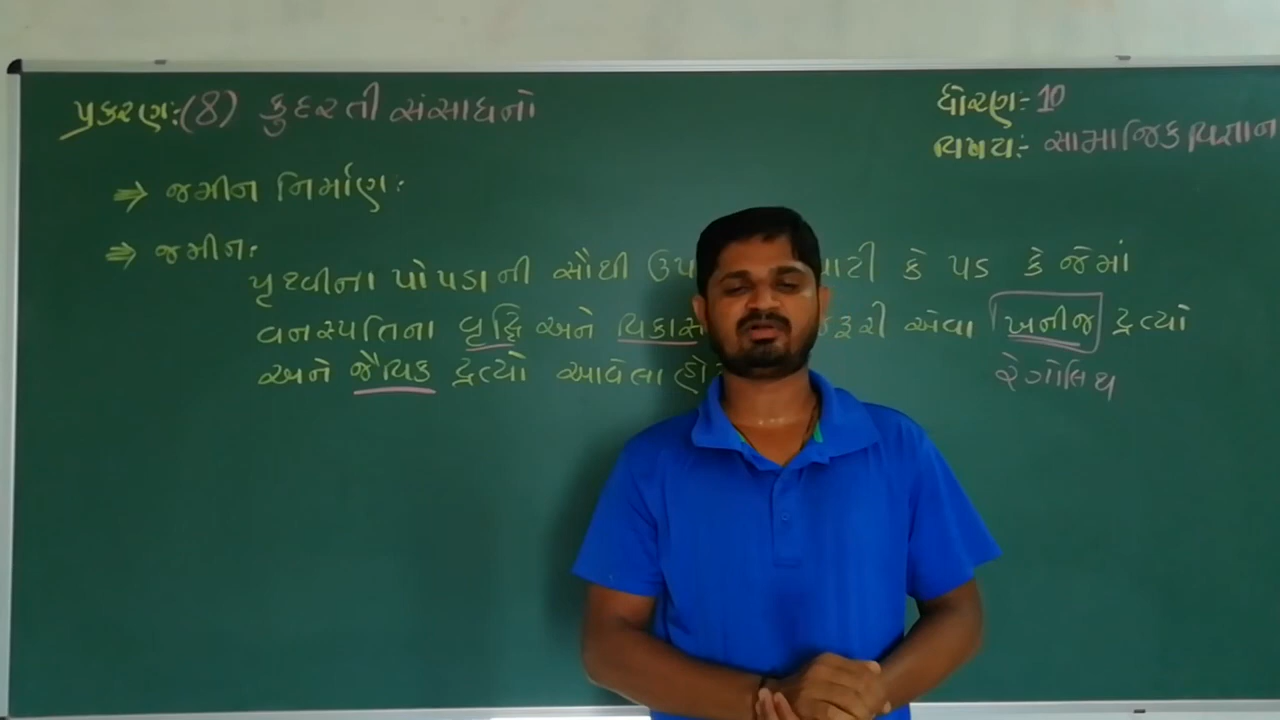 પ્રકરણ:(8) કુદરતી સંસાધનો
ધોરણ:- 10
વિષય:- સામાજિક વિજ્ઞાન
⇒ જમીન નિર્માણ:
⇒ જમીન:
પૃથ્વીના પોપડાની સૌથી કે પડ કે જેમાં
વનસ્પતિના વૃદ્ધિ અને વિકાસ એવા ખનીજ દ્રવ્યો
અને જૈવિક દ્રવ્યો આવેલા
રેગોલિથ